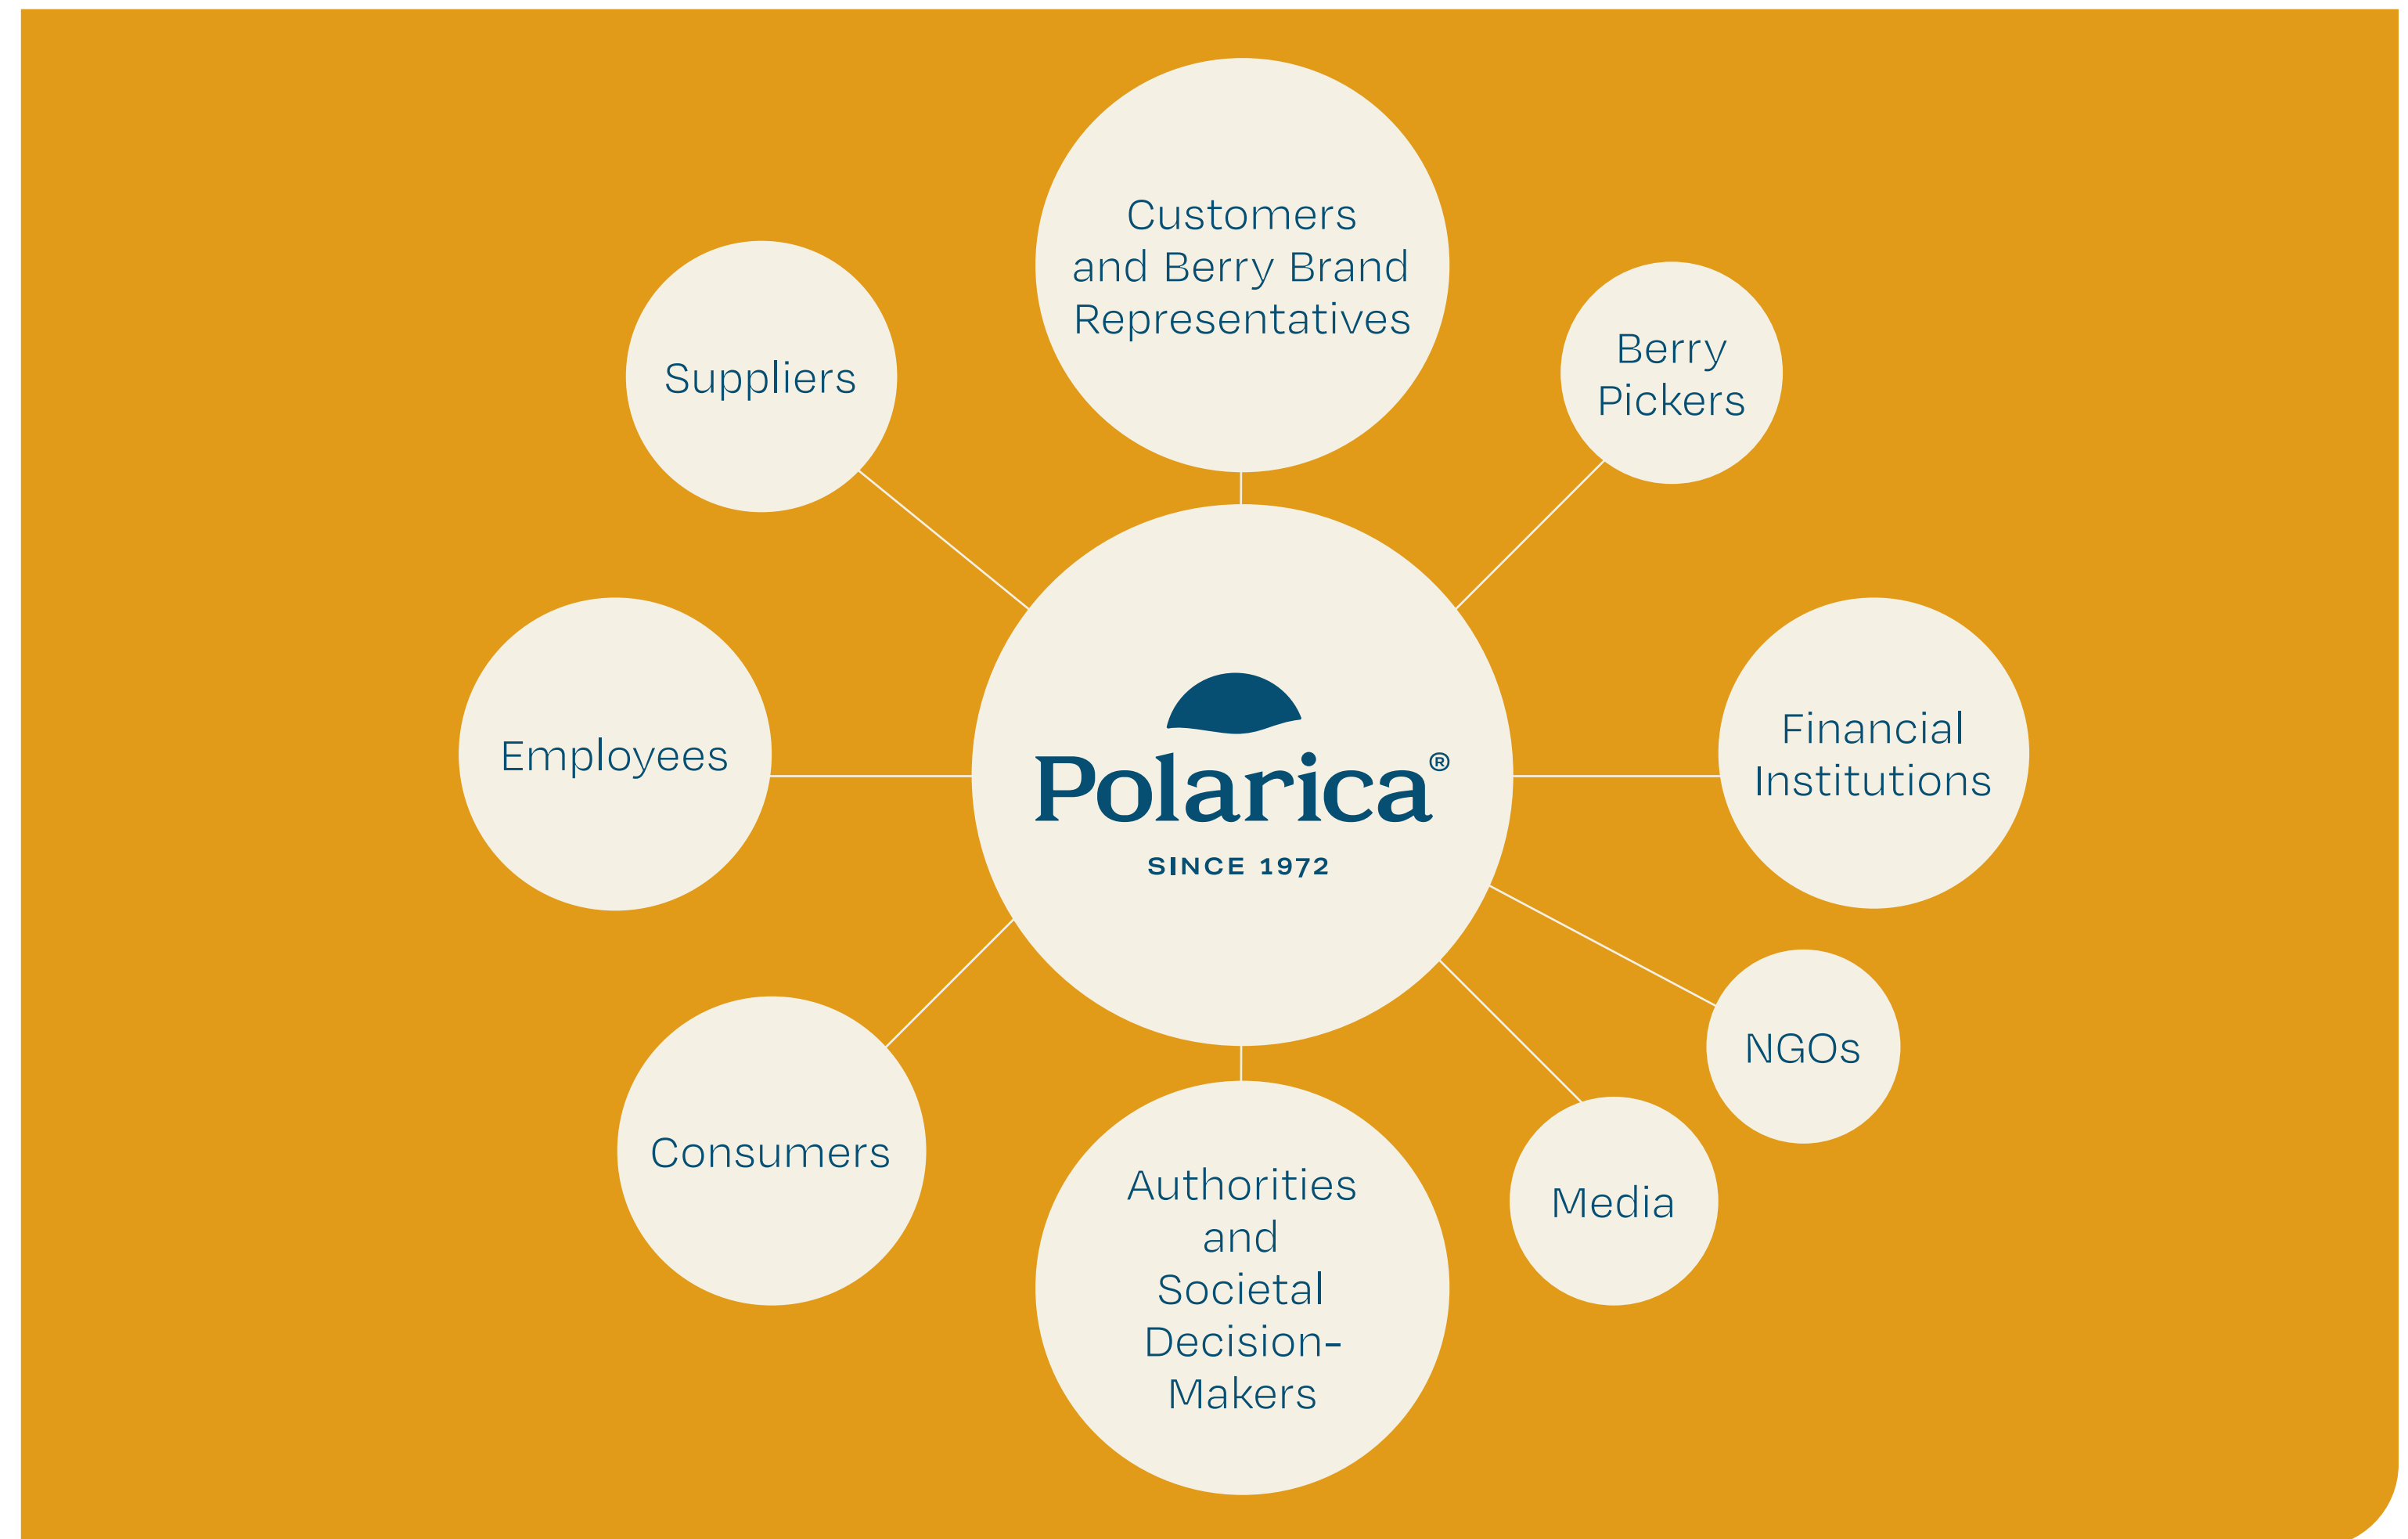 Customers
and Berry Brand
Representatives
Suppliers
Berry
Pickers
Employees
Polarica®
SINCE 1972
Financial
Institutions
NGOs
Consumers
Media
Authorities
and
Societal
Decision-
Makers